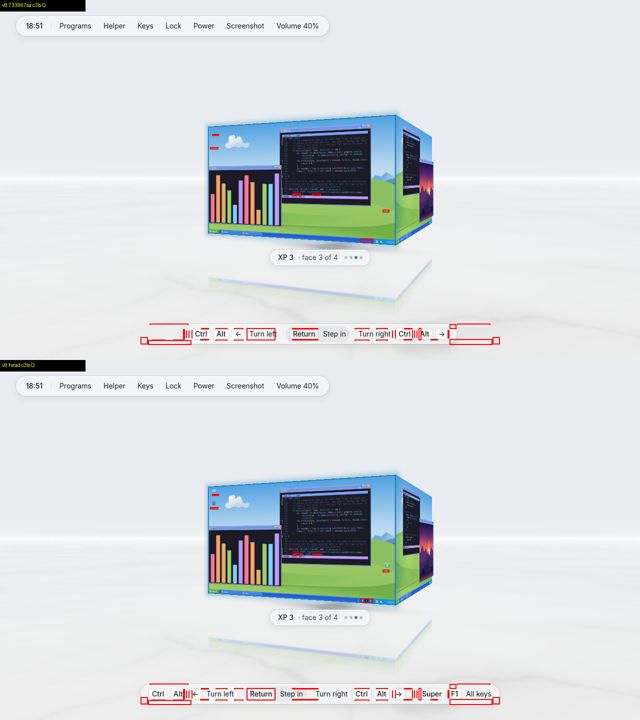 v8 733967aa c3b Q
18:51 Programs Helper Keys Lock Power Screenshot Volume 40%
XP 3 · face 3 of 4
Ctrl Alt ← Turn left Return Step in Turn right Ctrl Alt →
v9 head c3b Q
18:51 Programs Helper Keys Lock Power Screenshot Volume 40%
XP 3 · face 3 of 4
Ctrl Alt ← Turn left Return Step in Turn right Ctrl Alt → Super F1 All keys